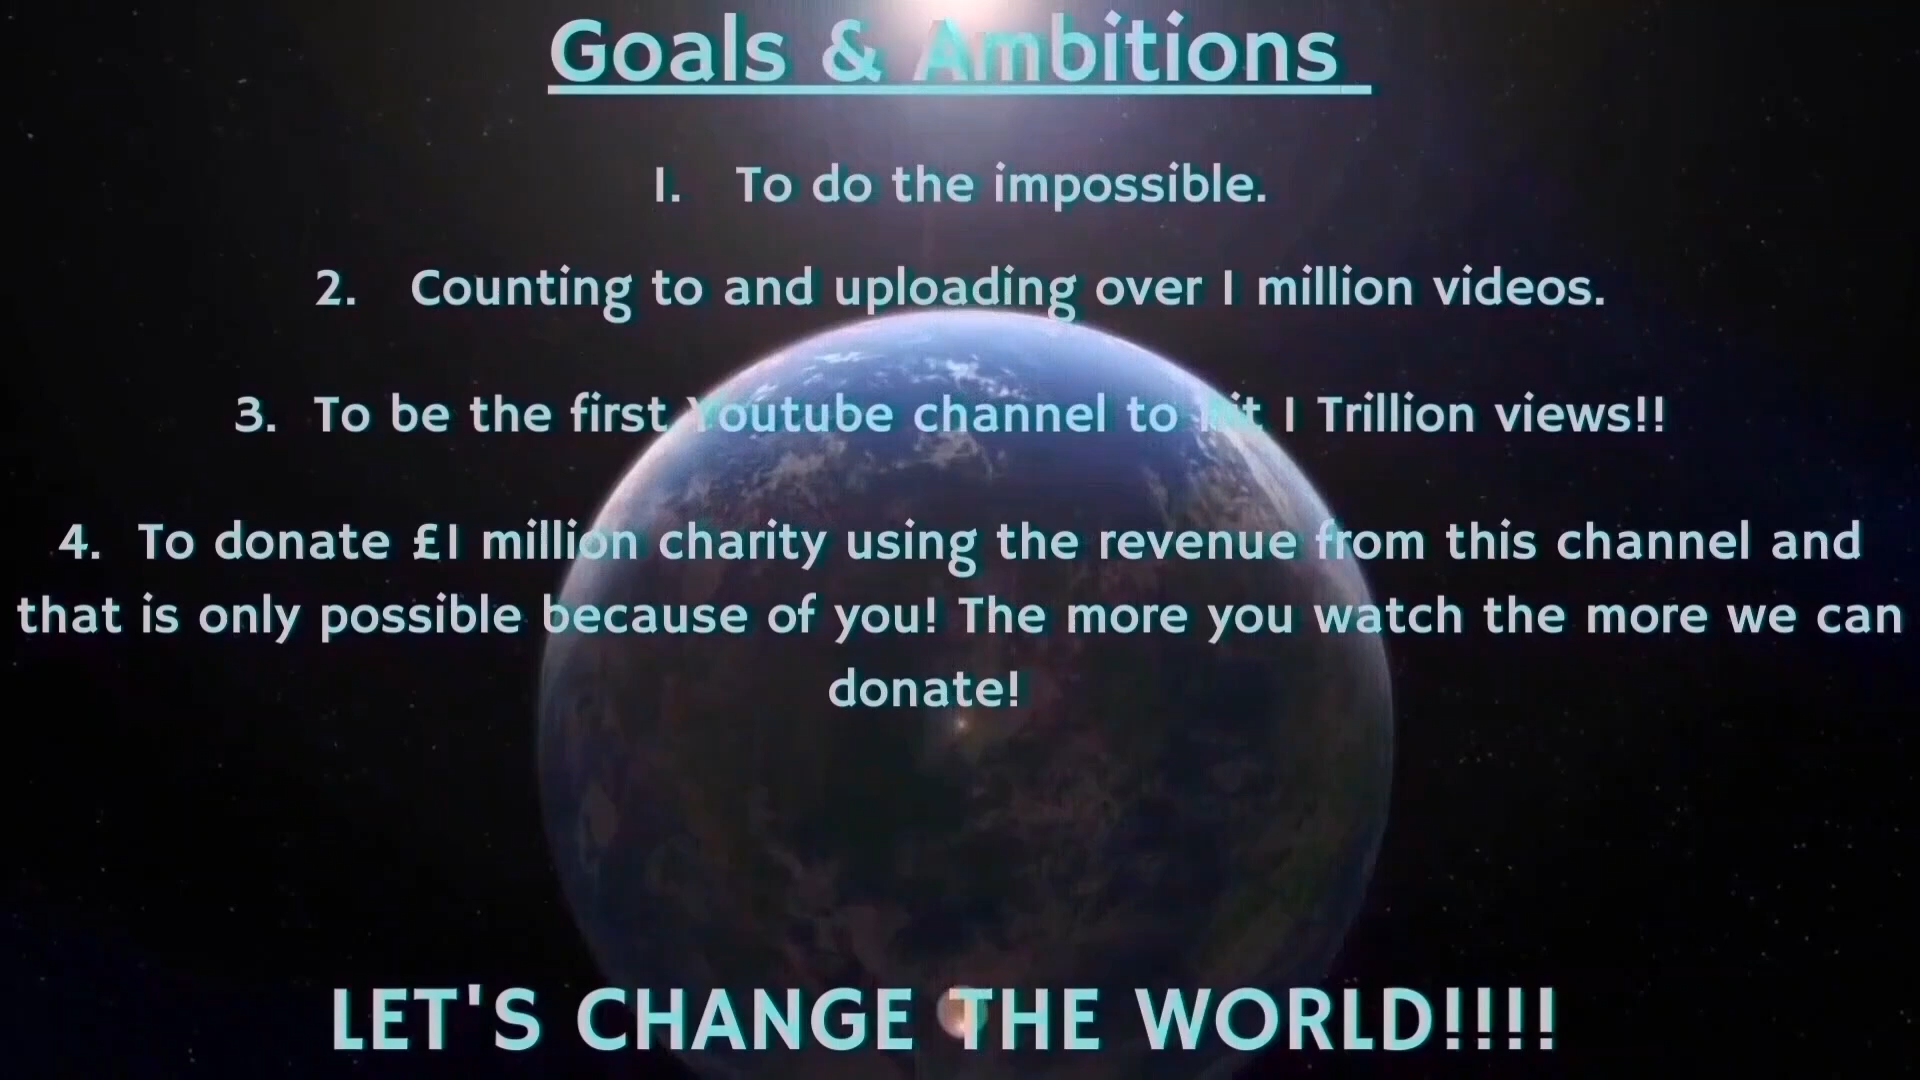 Goals & Ambitions
1. To do the impossible.
2. Counting to and uploading over 1 million videos.
3. To be the first Youtube channel to hit 1 Trillion views!!
4. To donate £1 million charity using the revenue from this channel and
that is only possible because of you! The more you watch the more we can
donate!
LET'S CHANGE THE WORLD!!!!